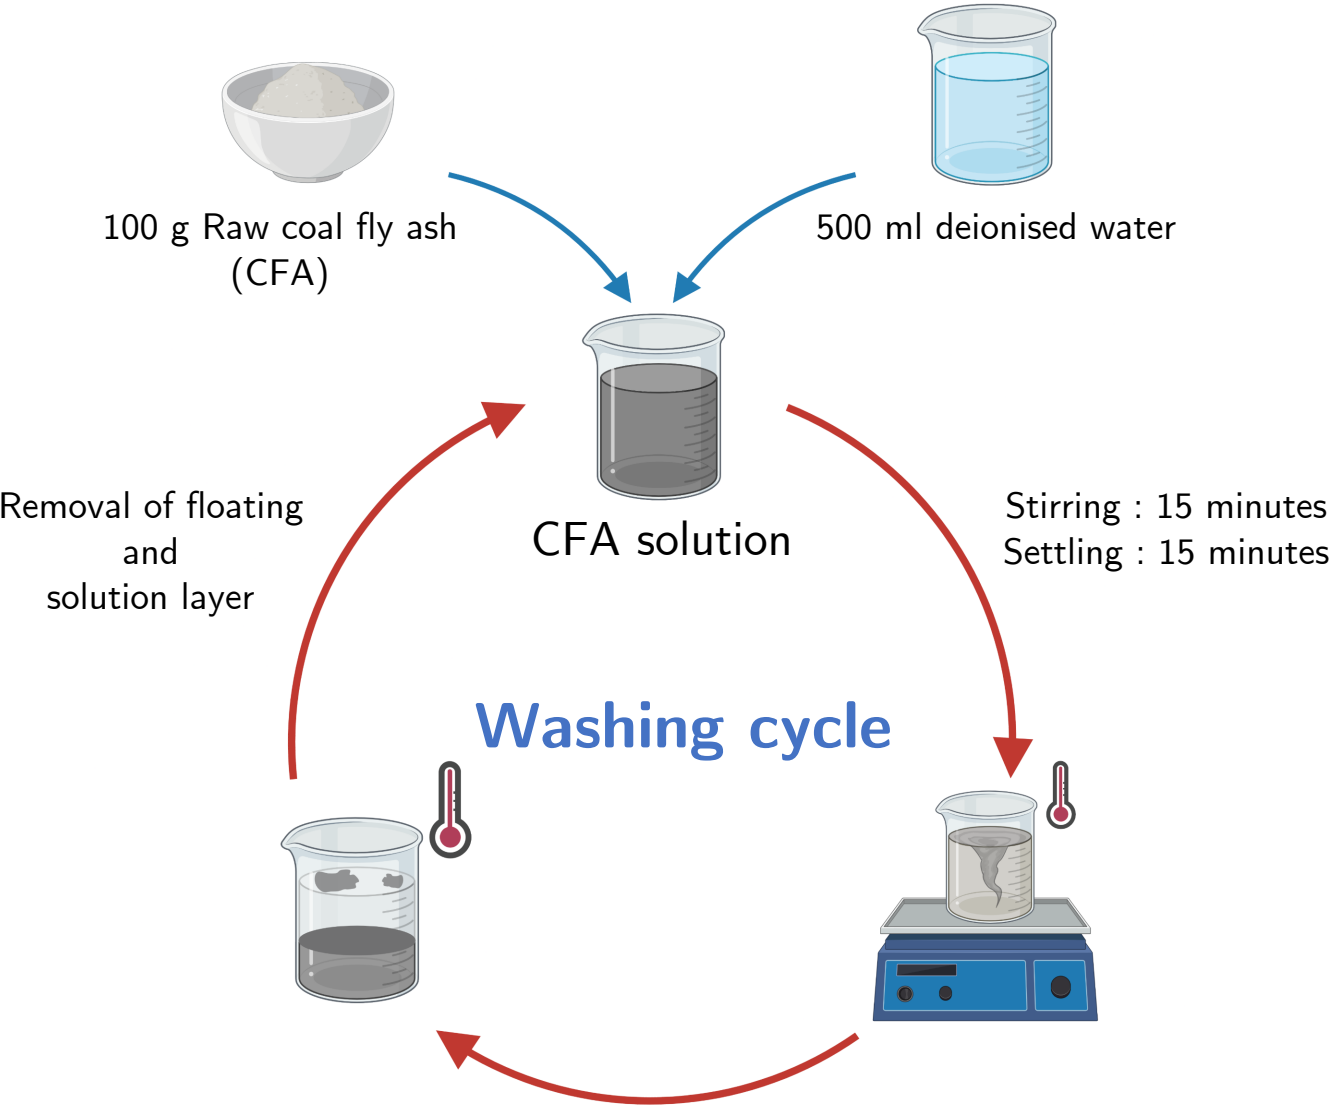 100 g Raw coal fly ash
(CFA)
500 ml deionised water
CFA solution
Removal of floating
and
solution layer
Stirring : 15 minutes
Settling : 15 minutes
Washing cycle